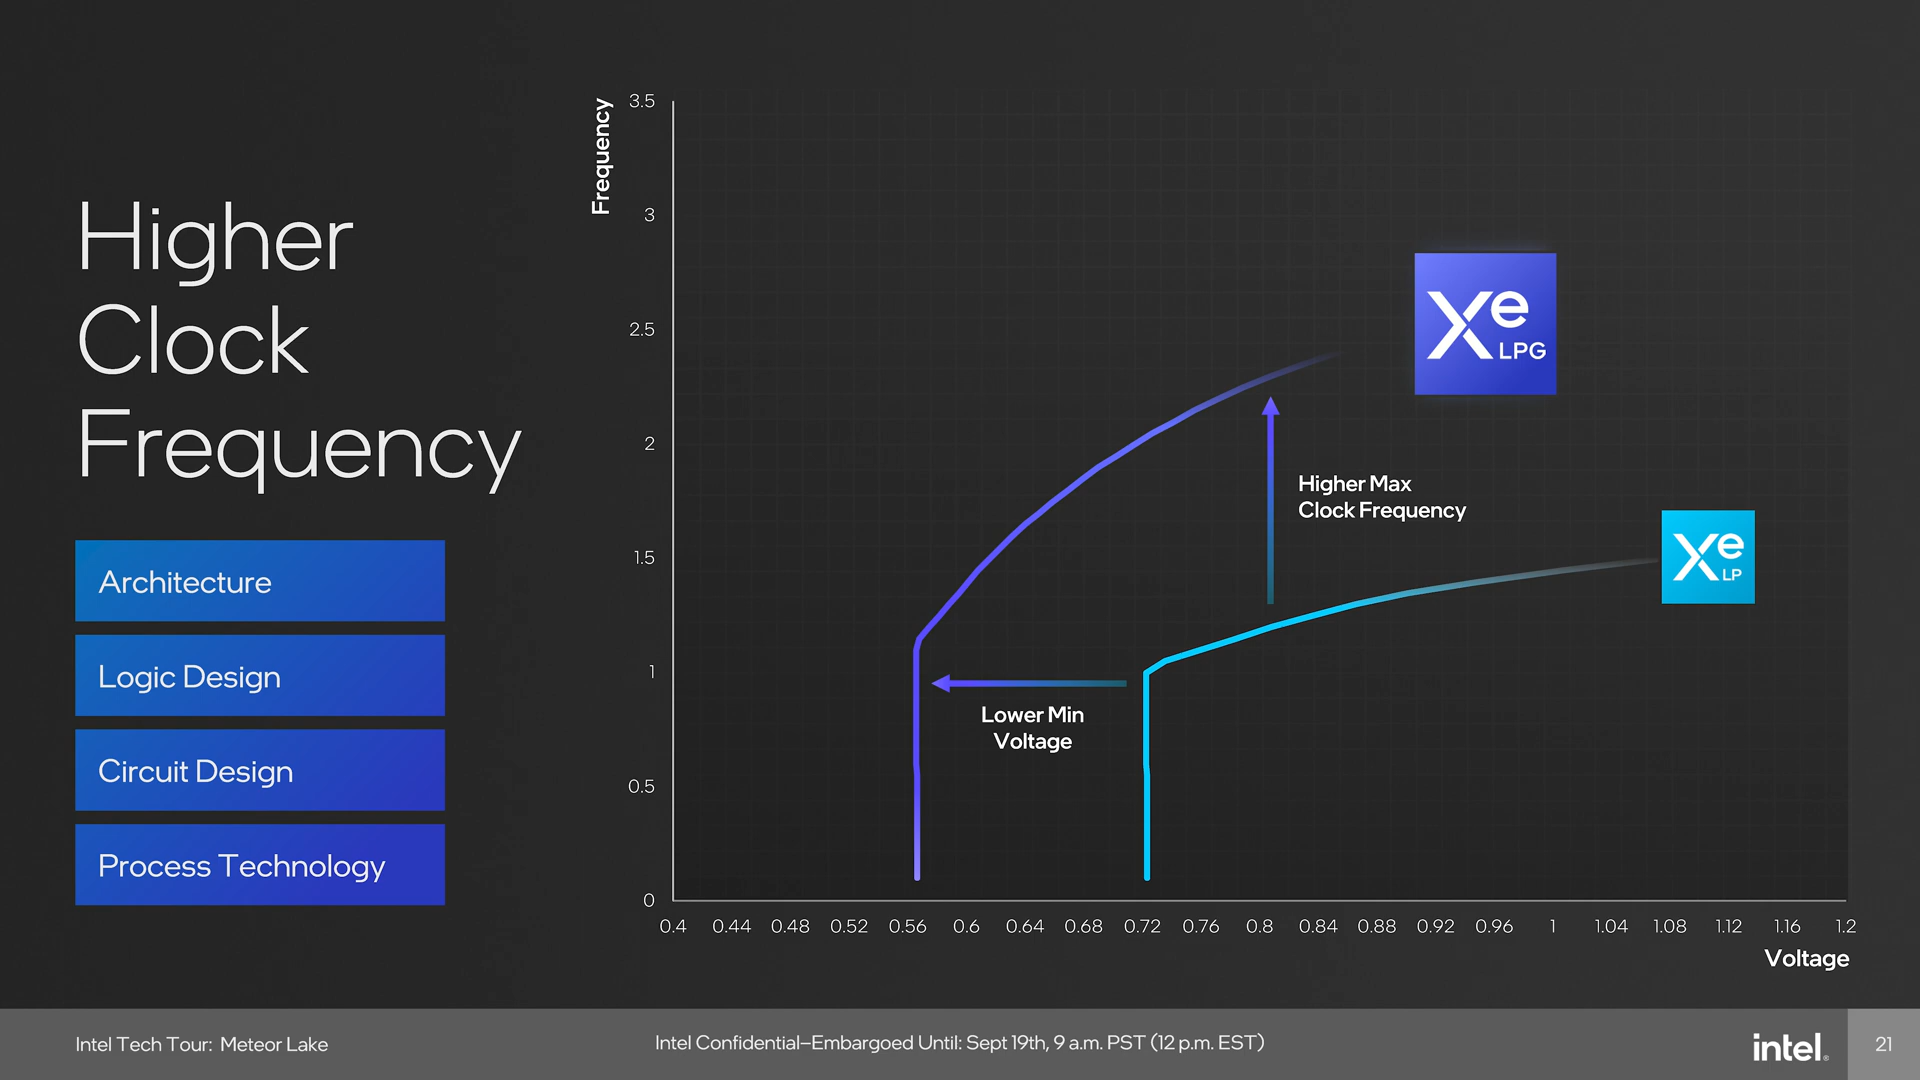 Higher
Clock
Frequency
Architecture
Logic Design
Circuit Design
Process Technology
Frequency
3.5
3
2.5
2
1.5
1
0.5
0
Xe
LPG
Higher Max
Clock Frequency
Xe
LP
Lower Min
Voltage
0.4 0.44 0.48 0.52 0.56 0.6 0.64 0.68 0.72 0.76 0.8 0.84 0.88 0.92 0.96 1 1.04 1.08 1.12 1.16 1.2
Voltage
Intel Tech Tour: Meteor Lake
Intel Confidential–Embargoed Until: Sept 19th, 9 a.m. PST (12 p.m. EST)
intel.
21